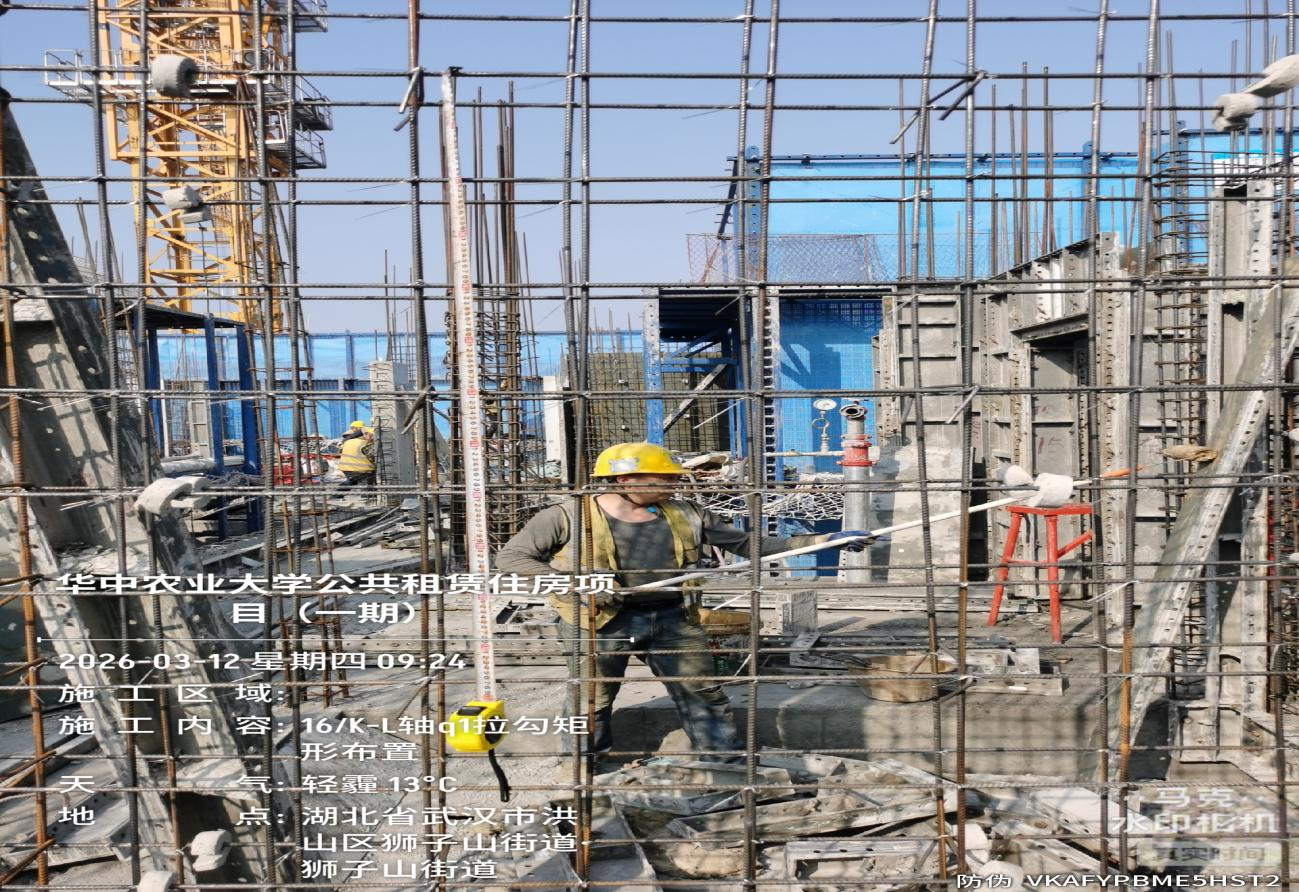 华中农业大学公共租赁住房项
目（一期）
2026-03-12 星期四 09:24
施工区域：
施工内容：16/K-L轴q1拉勾矩
形布置
天气：轻霾 13°C
地点：湖北省武汉市洪
山区狮子山街道·
狮子山街道
马克
水印相机
真实时间
防伪 VKAFYPBME5HST2